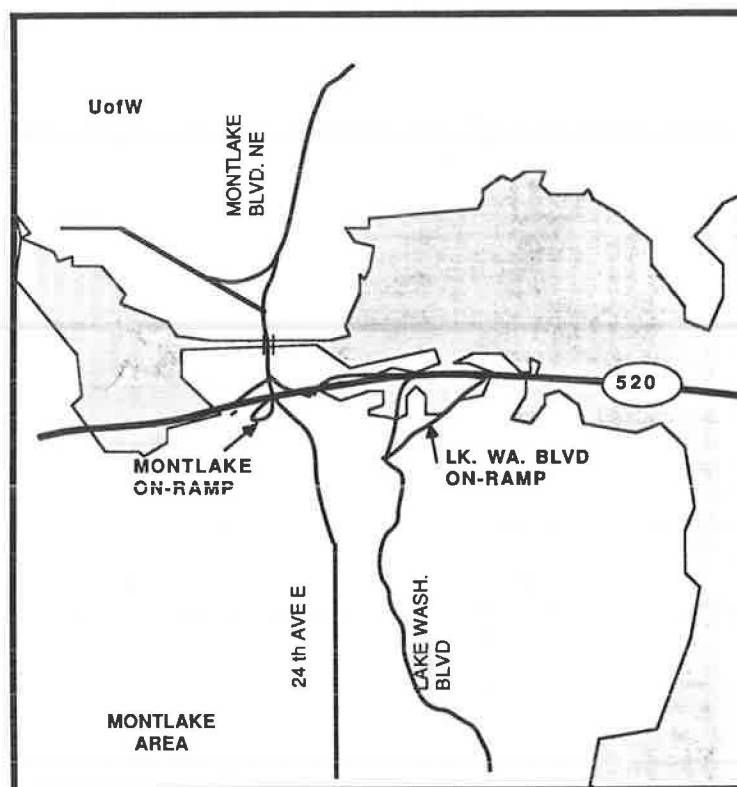 UofW
MONTLAKE
BLVD. NE
520
MONTLAKE
ON-RAMP
LK. WA. BLVD
ON-RAMP
24 th AVE E
LAKE WASH.
BLVD
MONTLAKE
AREA